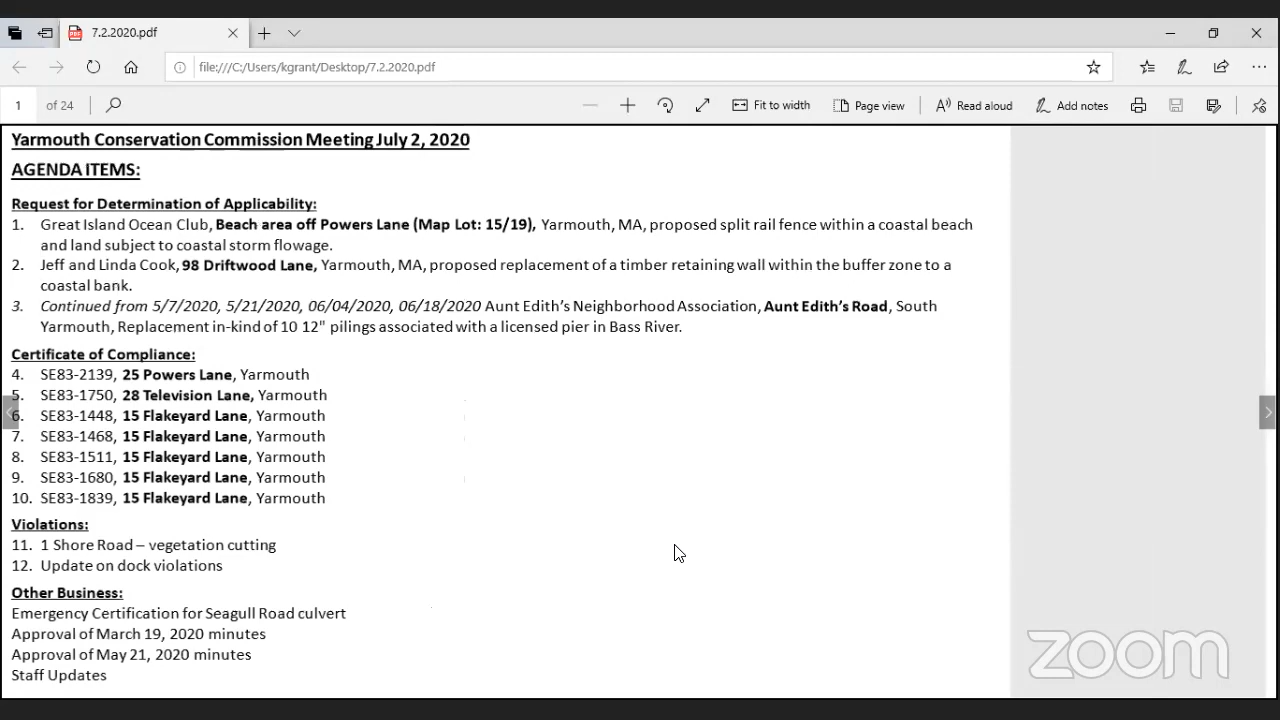 7.2.2020.pdf
file:///C:/Users/kgrant/Desktop/7.2.2020.pdf
1 of 24 Fit to width Page view Read aloud Add notes
Yarmouth Conservation Commission Meeting July 2, 2020
AGENDA ITEMS:
Request for Determination of Applicability:
1. Great Island Ocean Club, Beach area off Powers Lane (Map Lot: 15/19), Yarmouth, MA, proposed split rail fence within a coastal beach
and land subject to coastal storm flowage.
2. Jeff and Linda Cook, 98 Driftwood Lane, Yarmouth, MA, proposed replacement of a timber retaining wall within the buffer zone to a
coastal bank.
3. Continued from 5/7/2020, 5/21/2020, 06/04/2020, 06/18/2020 Aunt Edith's Neighborhood Association, Aunt Edith's Road, South
Yarmouth, Replacement in-kind of 10 12" pilings associated with a licensed pier in Bass River.
Certificate of Compliance:
4. SE83-2139, 25 Powers Lane, Yarmouth
5. SE83-1750, 28 Television Lane, Yarmouth
6. SE83-1448, 15 Flakeyard Lane, Yarmouth
7. SE83-1468, 15 Flakeyard Lane, Yarmouth
8. SE83-1511, 15 Flakeyard Lane, Yarmouth
9. SE83-1680, 15 Flakeyard Lane, Yarmouth
10. SE83-1839, 15 Flakeyard Lane, Yarmouth
Violations:
11. 1 Shore Road – vegetation cutting
12. Update on dock violations
Other Business:
Emergency Certification for Seagull Road culvert
Approval of March 19, 2020 minutes
Approval of May 21, 2020 minutes
Staff Updates
zoom